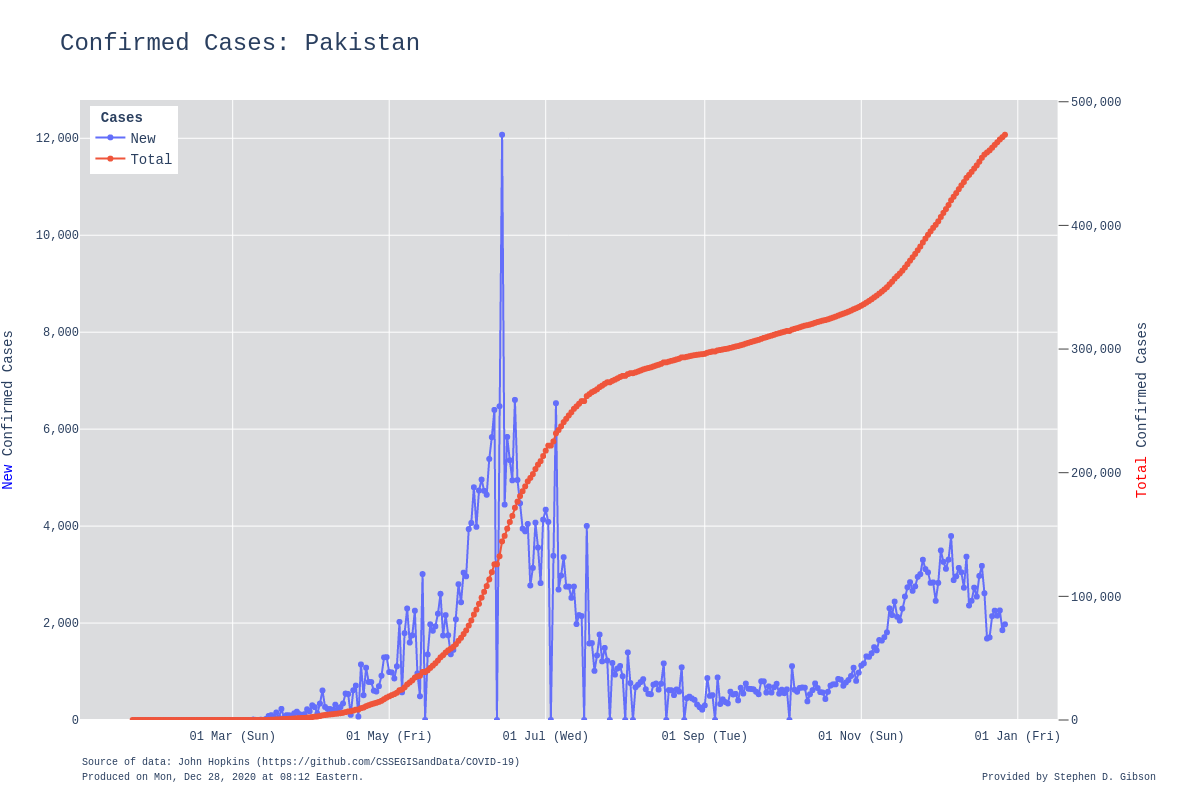 Confirmed Cases: Pakistan
Cases
New
Total
12,000
10,000
8,000
6,000
4,000
2,000
0
500,000
400,000
300,000
200,000
100,000
0
New Confirmed Cases
Total Confirmed Cases
01 Mar (Sun)
01 May (Fri)
01 Jul (Wed)
01 Sep (Tue)
01 Nov (Sun)
01 Jan (Fri)
Source of data: John Hopkins (https://github.com/CSSEGISandData/COVID-19)
Produced on Mon, Dec 28, 2020 at 08:12 Eastern.
Provided by Stephen D. Gibson